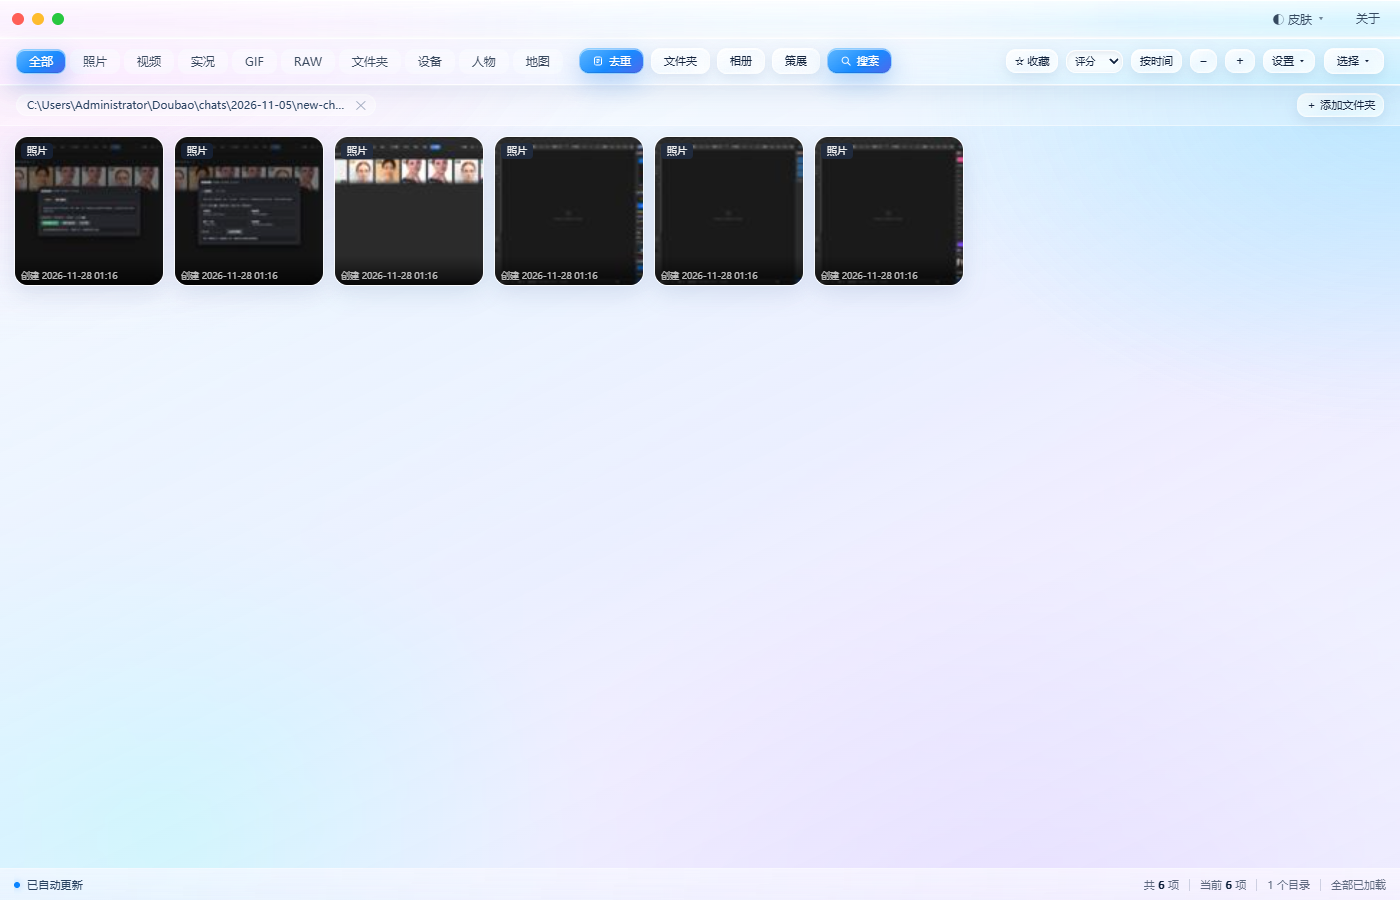 皮肤 关于
全部 照片 视频 实况 GIF RAW 文件夹 设备 人物 地图 去重 文件夹 相册 策展 搜索 ☆ 收藏 评分 按时间 − + 设置 选择
C:\Users\Administrator\Doubao\chats\2026-11-05\new-ch... + 添加文件夹
照片 照片 照片 照片 照片 照片
创建 2026-11-28 01:16 创建 2026-11-28 01:16 创建 2026-11-28 01:16 创建 2026-11-28 01:16 创建 2026-11-28 01:16 创建 2026-11-28 01:16
已自动更新 共 6 项 当前 6 项 1 个目录 全部已加载